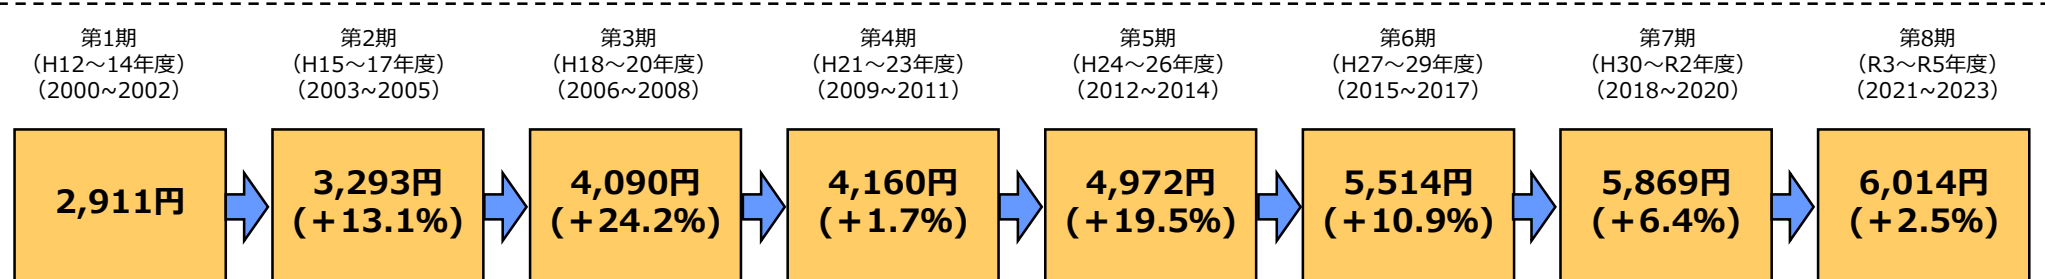 第1期
（H12～14年度）
（2000~2002）
第2期
（H15～17年度）
（2003~2005）
第3期
（H18～20年度）
（2006~2008）
第4期
（H21～23年度）
（2009~2011）
第5期
（H24～26年度）
（2012~2014）
第6期
（H27～29年度）
（2015~2017）
第7期
（H30～R2年度）
（2018~2020）
第8期
（R3～R5年度）
（2021~2023）
2,911円
3,293円
(＋13.1%)
4,090円
(＋24.2%)
4,160円
(＋1.7%)
4,972円
(＋19.5%)
5,514円
(＋10.9%)
5,869円
(＋6.4%)
6,014円
(＋2.5%)